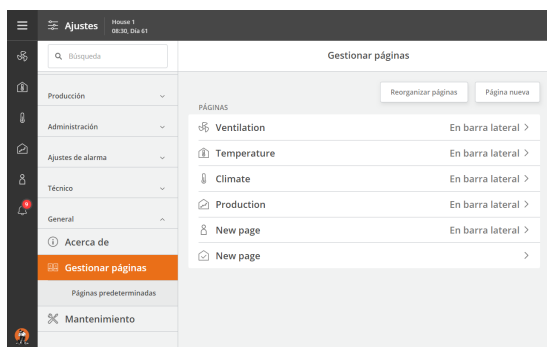 Ajustes
House 1
08:30, Día 61
Búsqueda
Gestionar páginas
Producción
Administración
Ajustes de alarma
Técnico
General
Acerca de
Gestionar páginas
Páginas predeterminadas
Mantenimiento
Reorganizar páginas
Página nueva
PÁGINAS
Ventilation En barra lateral
Temperature En barra lateral
Climate En barra lateral
Production En barra lateral
New page En barra lateral
New page